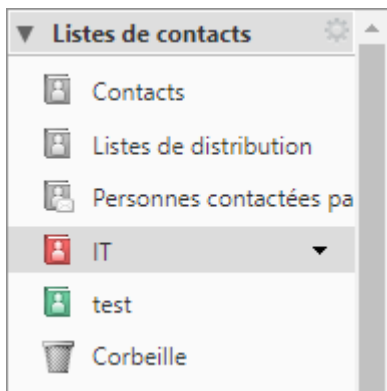 Listes de contacts
Contacts
Listes de distribution
Personnes contactées pa
IT
test
Corbeille